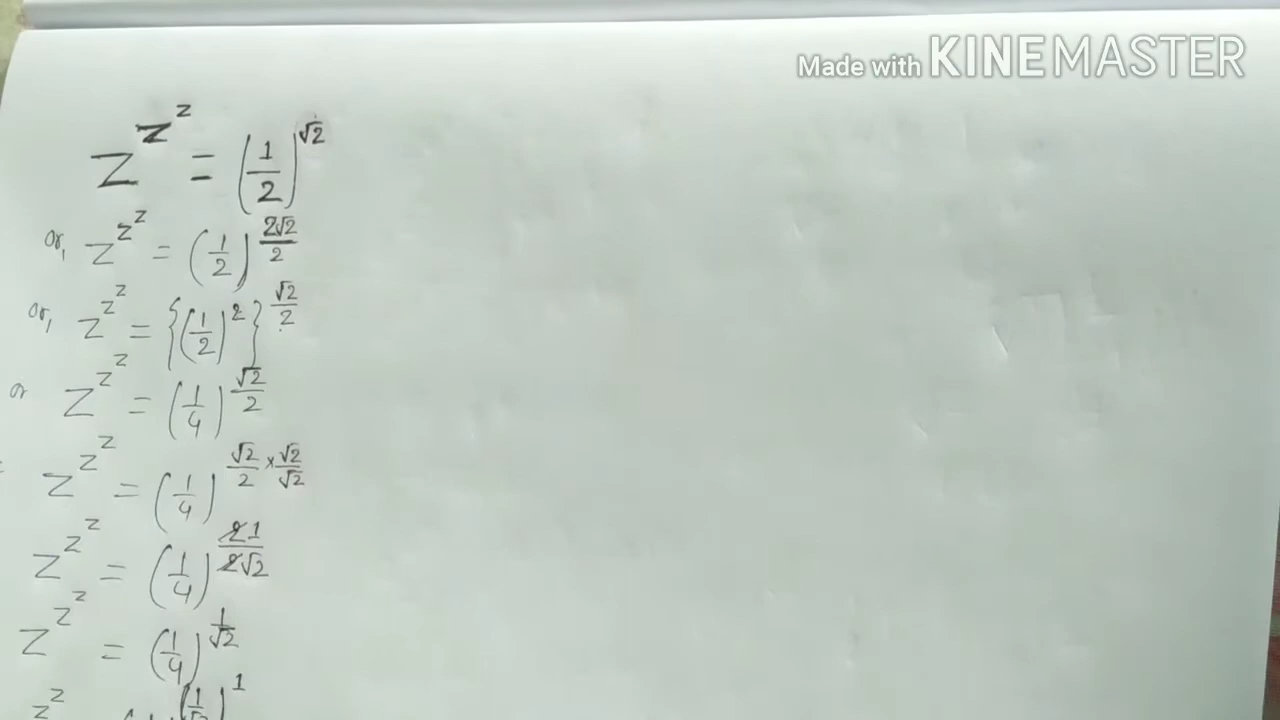 Made with KINEMASTER
z^{z^{z}} = (1/2)^{√2}
or, z^{z^{z}} = (1/2)^{2√2/2}
or, z^{z^{z}} = {(1/2)^{2}}^{√2/2}
or z^{z^{z}} = (1/4)^{√2/2}
z^{z^{z}} = (1/4)^{√2/2 × √2/√2}
z^{z^{z}} = (1/4)^{2 1/2√2}
z^{z^{z}} = (1/4)^{1/√2}